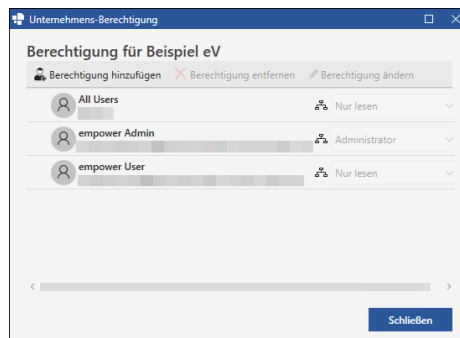 Unternehmens-Berechtigung
Berechtigung für Beispiel eV
Berechtigung hinzufügen Berechtigung entfernen Berechtigung ändern
All Users Nur lesen
empower Admin Administrator
empower User Nur lesen
Schließen